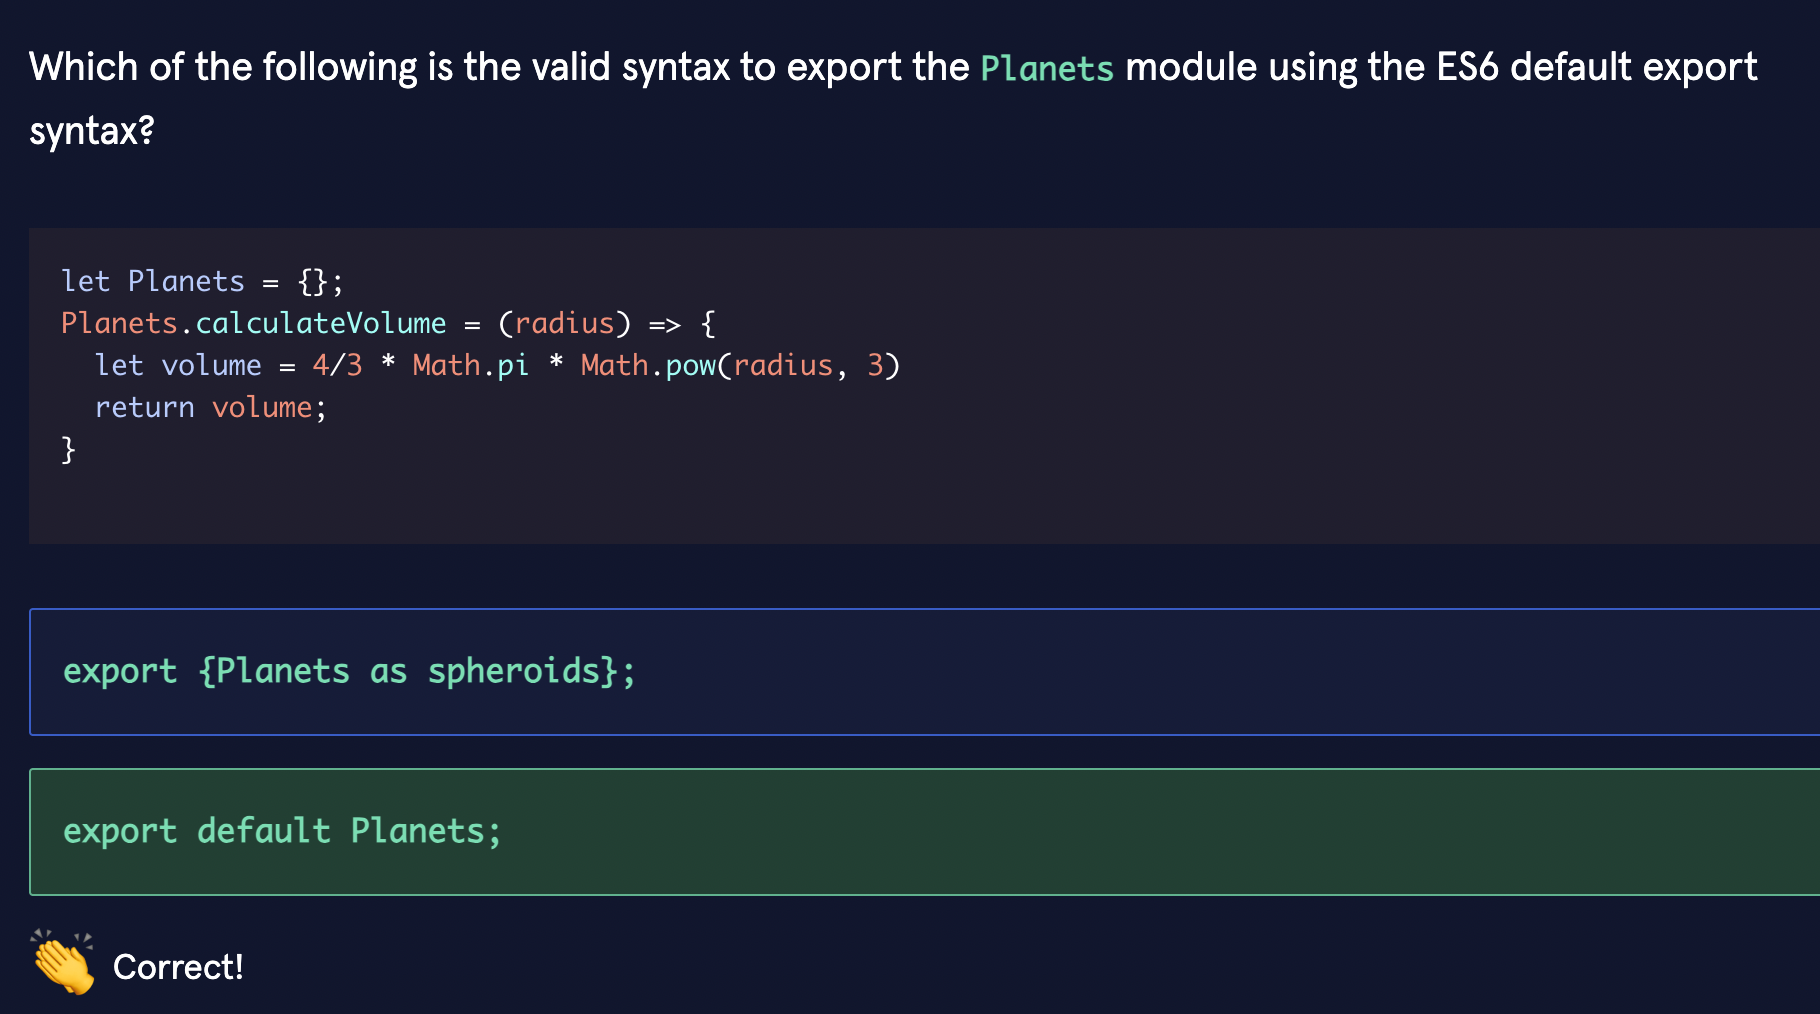 Which of the following is the valid syntax to export the Planets module using the ES6 default export
syntax?
let Planets = {};
Planets.calculateVolume = (radius) => {
  let volume = 4/3 * Math.pi * Math.pow(radius, 3)
  return volume;
}
export {Planets as spheroids};
export default Planets;
Correct!